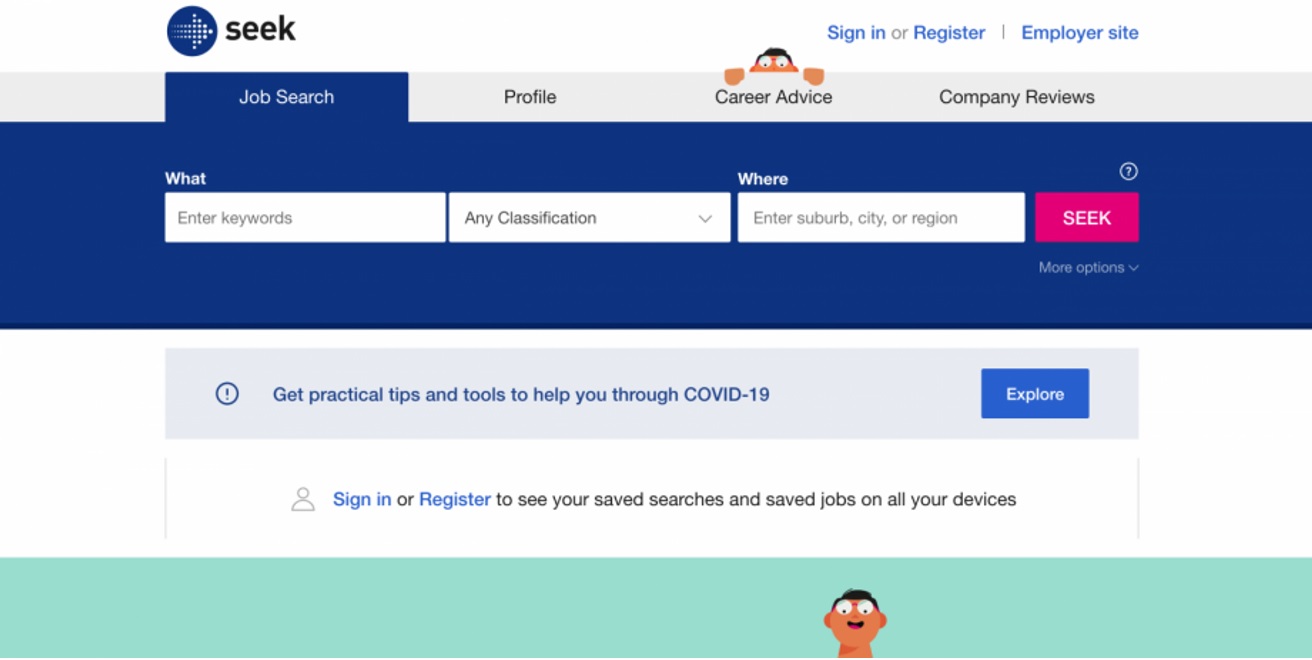 seek
Sign in or Register | Employer site
Job Search
Profile
Career Advice
Company Reviews
What
Where
?
Enter keywords
Any Classification
Enter suburb, city, or region
SEEK
More options
! Get practical tips and tools to help you through COVID-19
Explore
Sign in or Register to see your saved searches and saved jobs on all your devices